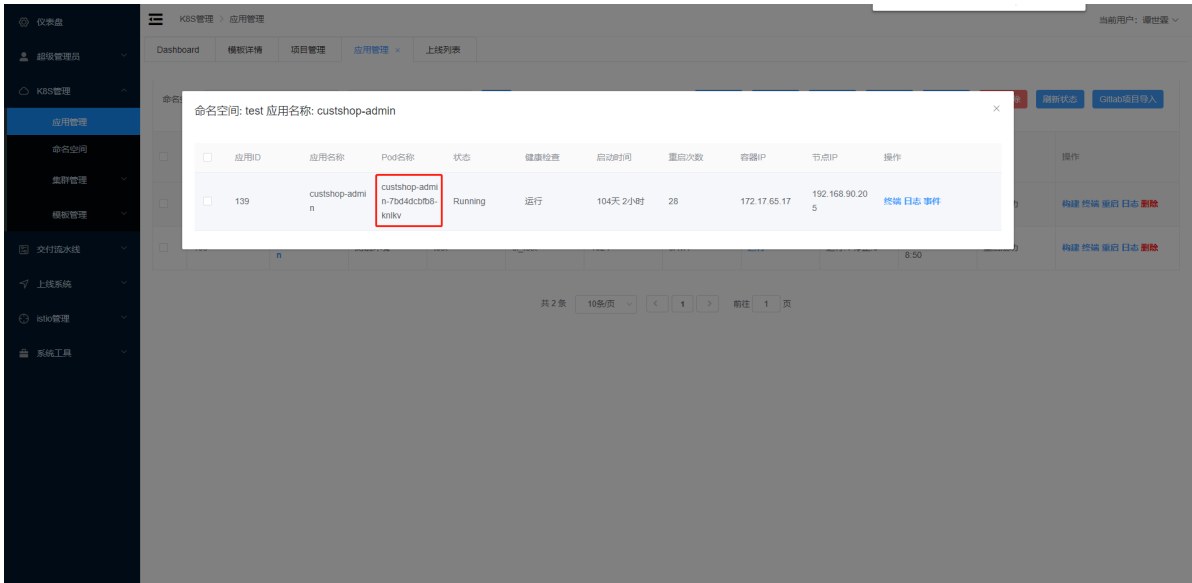 仪表盘
K8S管理 > 应用管理
当前用户：谭世霖
超级管理员
Dashboard 模板详情 项目管理 应用管理 × 上线列表
K8S管理
命名
刷新状态 Gitlab项目导入
命名空间: test 应用名称: custshop-admin ×
应用管理
命名空间
应用ID 应用名称 Pod名称 状态 健康检查 启动时间 重启次数 容器IP 节点IP 操作
操作
集群管理
139 custshop-admi
n custshop-admi
n-7bd4dcbfb8-
knlkv Running 运行 104天 2小时 28 172.17.65.17 192.168.90.20
5 终端 日志 事件
构建 终端 重启 日志 删除
模板管理
交付流水线
n
8:50
构建 终端 重启 日志 删除
上线系统
共 2 条 10条/页 < 1 > 前往 1 页
istio管理
系统工具